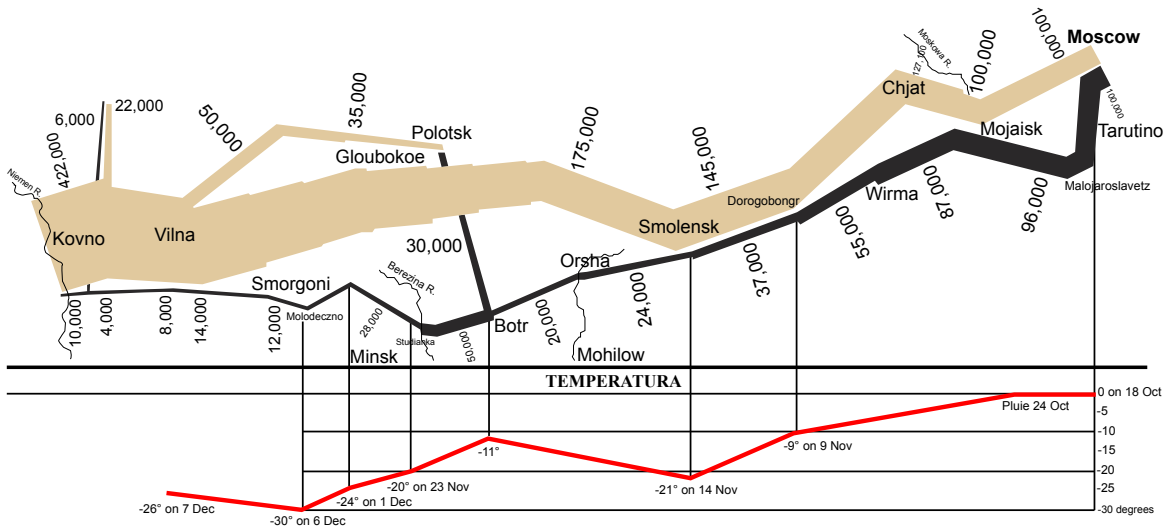 Moskowa R.
100,000
Moscow
127,100
100,000
100,000
35,000
Chjat
6,000
22,000
50,000
175,000
Polotsk
Mojaisk
Tarutino
145,000
422,000
Gloubokoe
Niemen R.
Dorogobongr
Wirma
Malojaroslavetz
87,000
96,000
Kovno
Vilna
Smolensk
30,000
55,000
Orsha
Berezina R.
37,000
Smorgoni
24,000
10,000
4,000
8,000
14,000
12,000
Molodeczno
28,000
Studianka
Botr
20,000
50,000
Minsk
Mohilow
TEMPERATURA
0 on 18 Oct
Pluie 24 Oct
-5
-10
-9° on 9 Nov
-11°
-20
-20° on 23 Nov
-21° on 14 Nov
-25
-24° on 1 Dec
-26° on 7 Dec
-30 degrees
-30° on 6 Dec